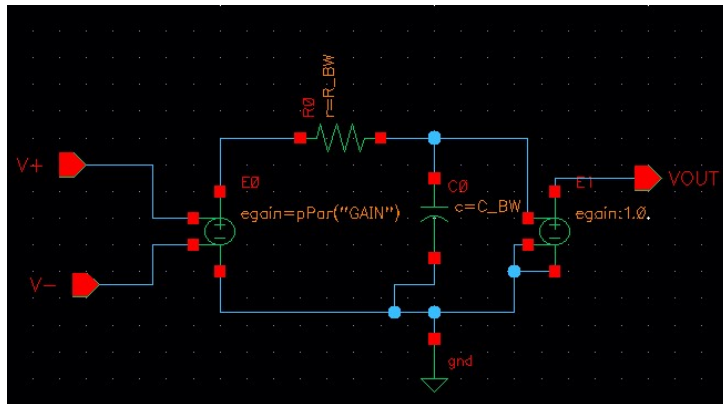 r=R_BW
R0
V+
E0
C0
E1
VOUT
egain=pPar("GAIN")
c=C_BW
egain:1.0
V-
gnd